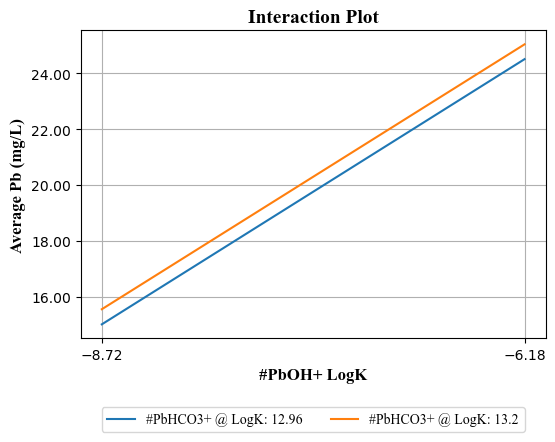 Interaction Plot
Average Pb (mg/L)
24.00
22.00
20.00
18.00
16.00
−8.72
−6.18
#PbOH+ LogK
#PbHCO3+ @ LogK: 12.96
#PbHCO3+ @ LogK: 13.2